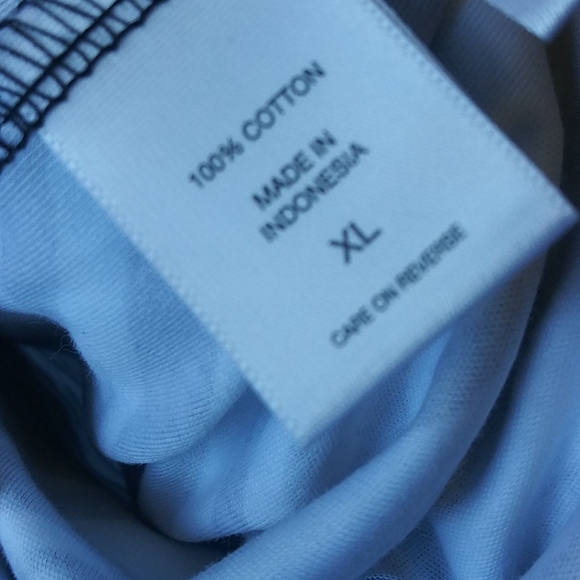 100% COTTON
MADE IN
INDONESIA
XL
CARE ON REVERSE